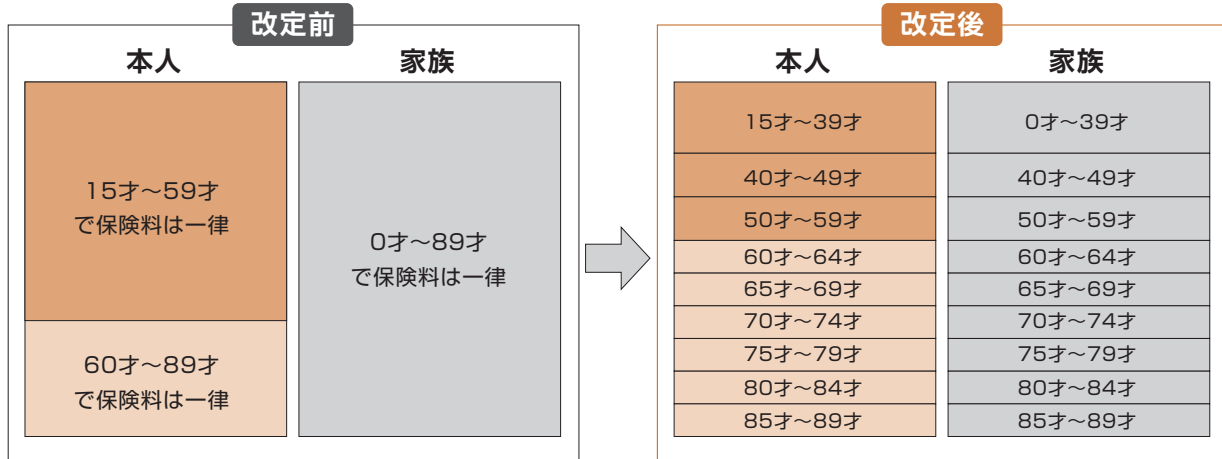 改定前
本人
家族
15才～59才
で保険料は一律
60才～89才
で保険料は一律
0才～89才
で保険料は一律
改定後
本人
家族
15才～39才
40才～49才
50才～59才
60才～64才
65才～69才
70才～74才
75才～79才
80才～84才
85才～89才
0才～39才
40才～49才
50才～59才
60才～64才
65才～69才
70才～74才
75才～79才
80才～84才
85才～89才